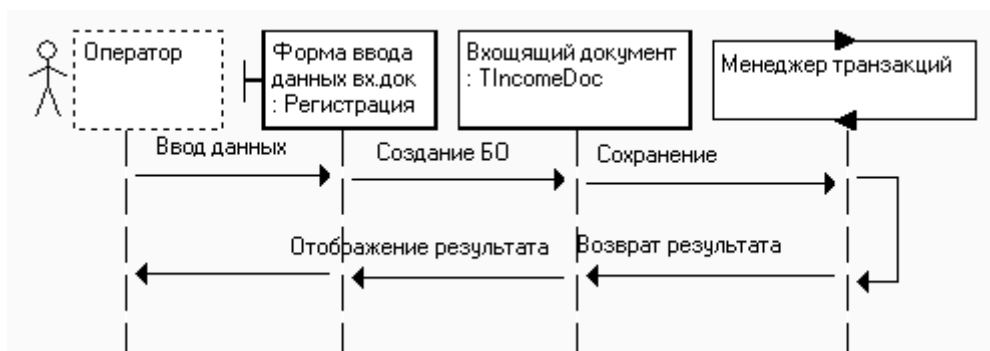 Оператор
Форма ввода
данных вх.док
: Регистрация
Входщящий документ
: TIncomeDoc
Менеджер транзакций
Ввод данных
Создание БО
Сохранение
Отображение результата
Возврат результата